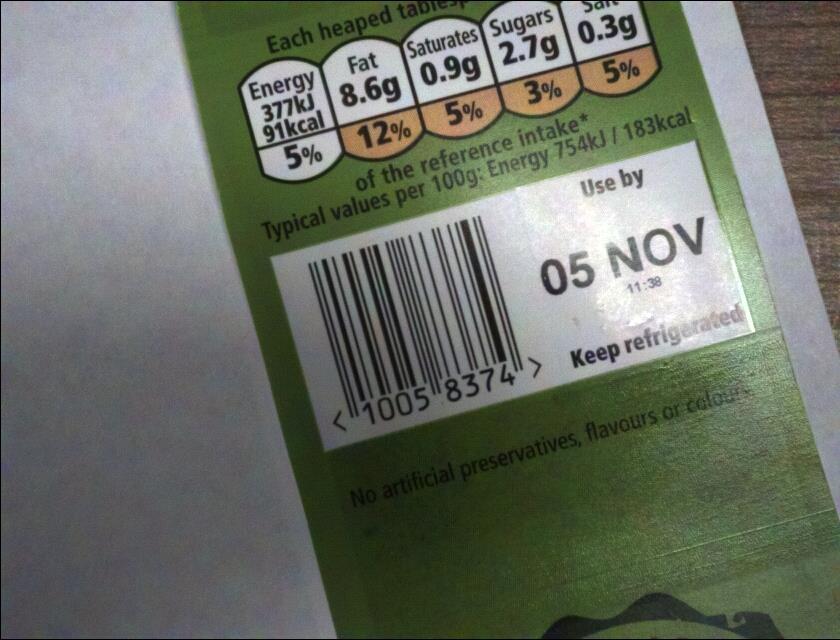 Each heaped
Energy
377kJ
91kcal
5%
Fat
8.6g
12%
Saturates
0.9g
5%
Sugars
2.7g
3%
Salt
0.3g
5%
of the reference intake*
Typical values per 100g: Energy 754kJ / 183kcal
Use by
05 NOV
11:38
Keep refrigerated
< 1005 8374 >
No artificial preservatives, flavours or colours